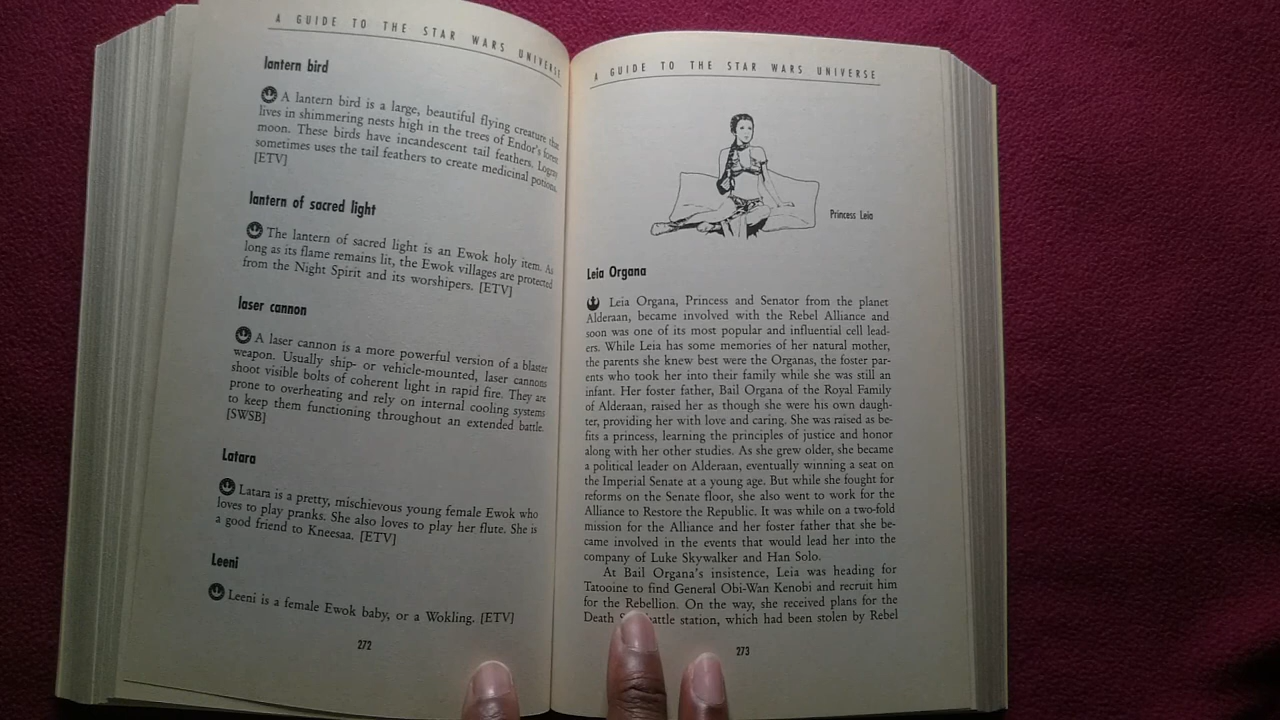 A GUIDE TO THE STAR WARS UNIVERSE
lantern bird
A lantern bird is a large, beautiful flying creature that
lives in shimmering nests high in the trees of Endor's forest
moon. These birds have incandescent tail feathers. Logray
sometimes uses the tail feathers to create medicinal potions.
[ETV]
lantern of sacred light
The lantern of sacred light is an Ewok holy item. As
long as its flame remains lit, the Ewok villages are protected
from the Night Spirit and its worshipers. [ETV]
laser cannon
A laser cannon is a more powerful version of a blaster
weapon. Usually ship- or vehicle-mounted, laser cannons
shoot visible bolts of coherent light in rapid fire. They are
prone to overheating and rely on internal cooling systems
to keep them functioning throughout an extended battle.
[SWSB]
Latara
Latara is a pretty, mischievous young female Ewok who
loves to play pranks. She also loves to play her flute. She is
a good friend to Kneesaa. [ETV]
Leeni
Leeni is a female Ewok baby, or a Wokling. [ETV]
272
A GUIDE TO THE STAR WARS UNIVERSE
Princess Leia
Leia Organa
Leia Organa, Princess and Senator from the planet
Alderaan, became involved with the Rebel Alliance and
soon was one of its most popular and influential cell lead-
ers. While Leia has some memories of her natural mother,
the parents she knew best were the Organas, the foster par-
ents who took her into their family while she was still an
infant. Her foster father, Bail Organa of the Royal Family
of Alderaan, raised her as though she were his own daugh-
ter, providing her with love and caring. She was raised as be-
fits a princess, learning the principles of justice and honor
along with her other studies. As she grew older, she became
a political leader on Alderaan, eventually winning a seat on
the Imperial Senate at a young age. But while she fought for
reforms on the Senate floor, she also went to work for the
Alliance to Restore the Republic. It was while on a two-fold
mission for the Alliance and her foster father that she be-
came involved in the events that would lead her into the
company of Luke Skywalker and Han Solo.
At Bail Organa's insistence, Leia was heading for
Tatooine to find General Obi-Wan Kenobi and recruit him
for the Rebellion. On the way, she received plans for the
Death station, which had been stolen by Rebel
273